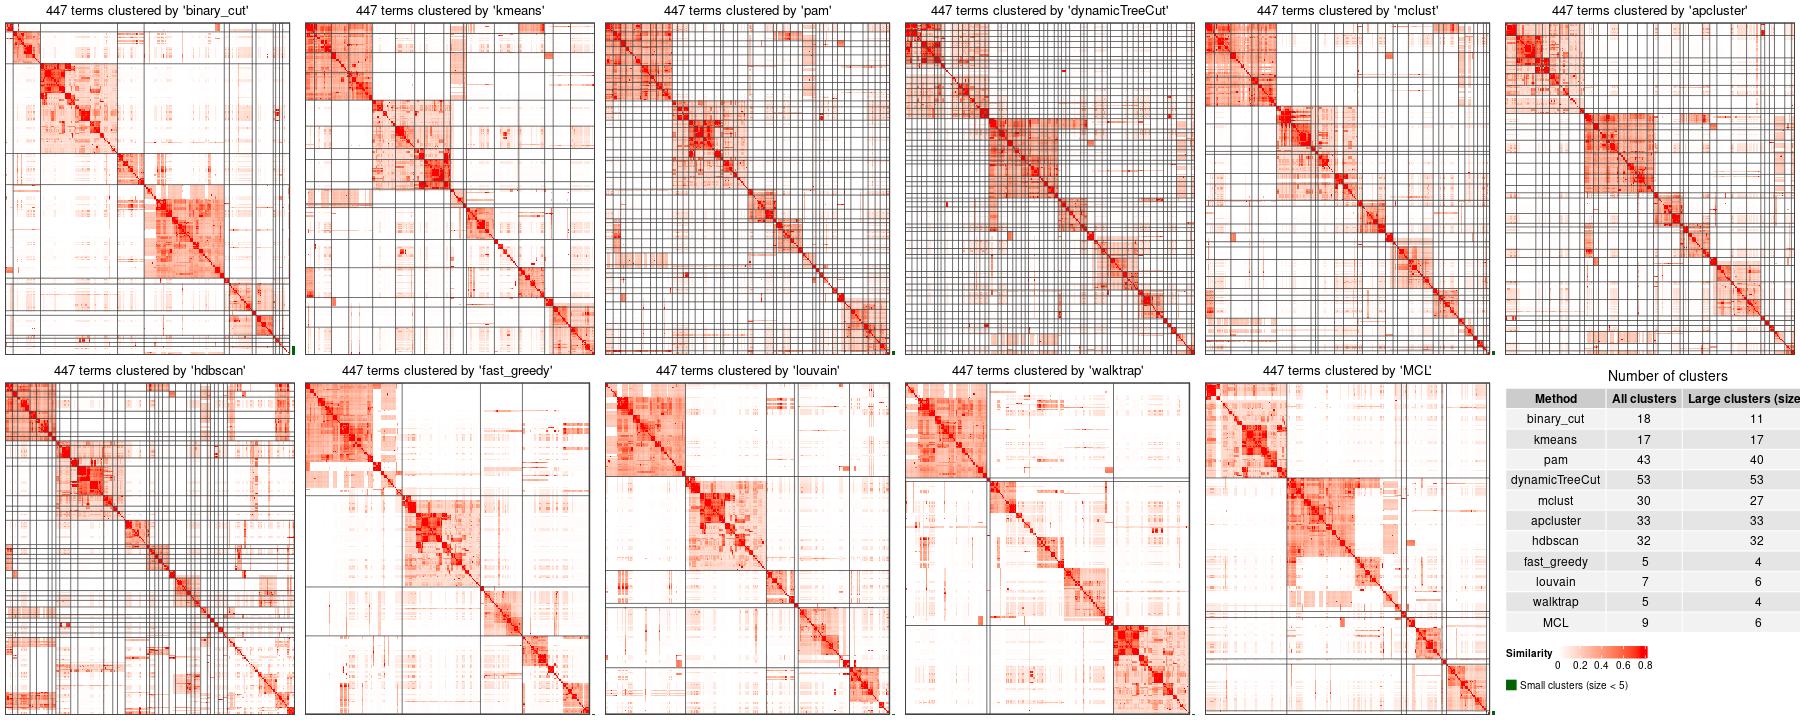 447 terms clustered by 'binary_cut'
447 terms clustered by 'kmeans'
447 terms clustered by 'pam'
447 terms clustered by 'dynamicTreeCut'
447 terms clustered by 'mclust'
447 terms clustered by 'apcluster'
447 terms clustered by 'hdbscan'
447 terms clustered by 'fast_greedy'
447 terms clustered by 'louvain'
447 terms clustered by 'walktrap'
447 terms clustered by 'MCL'
Number of clusters
Method All clusters Large clusters (size
binary_cut 18 11
kmeans 17 17
pam 43 40
dynamicTreeCut 53 53
mclust 30 27
apcluster 33 33
hdbscan 32 32
fast_greedy 5 4
louvain 7 6
walktrap 5 4
MCL 9 6
Similarity
0 0.2 0.4 0.6 0.8
Small clusters (size < 5)